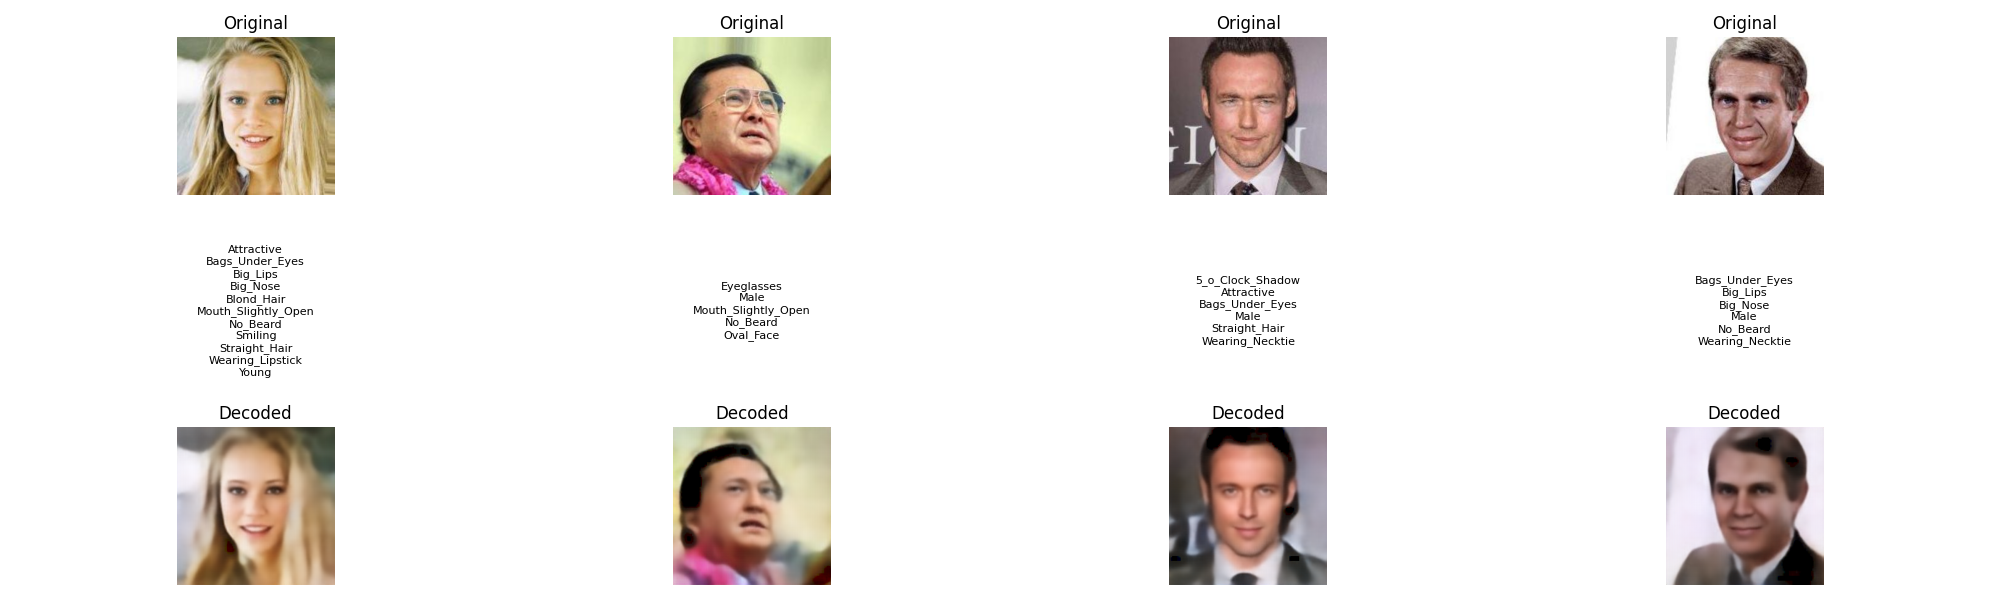 Original
Original
Original
Original
GION
Attractive
Bags_Under_Eyes
Big_Lips
Big_Nose
Blond_Hair
Mouth_Slightly_Open
No_Beard
Smiling
Straight_Hair
Wearing_Lipstick
Young
Eyeglasses
Male
Mouth_Slightly_Open
No_Beard
Oval_Face
5_o_Clock_Shadow
Attractive
Bags_Under_Eyes
Male
Straight_Hair
Wearing_Necktie
Bags_Under_Eyes
Big_Lips
Big_Nose
Male
No_Beard
Wearing_Necktie
Decoded
Decoded
Decoded
Decoded